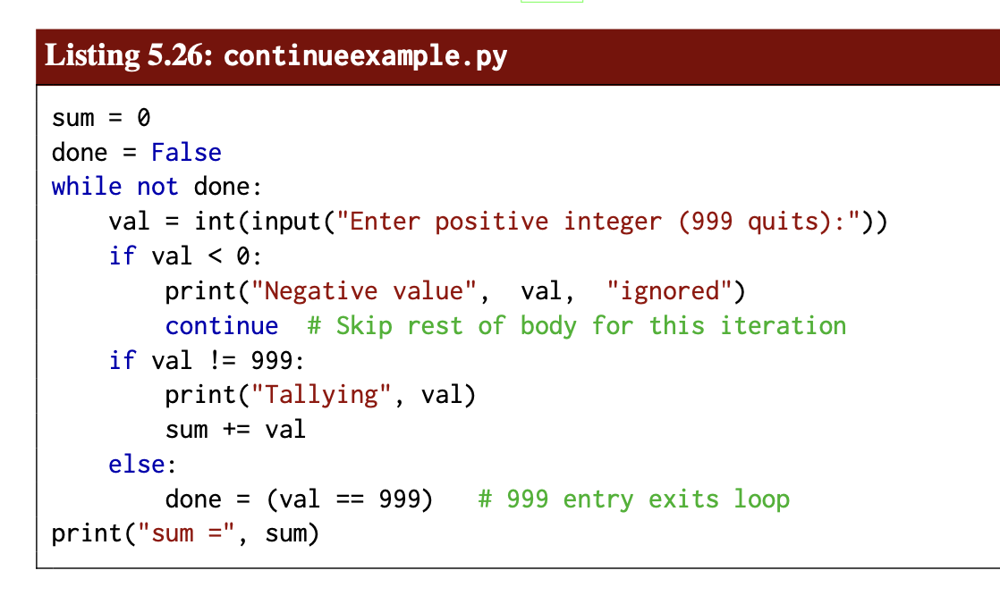 Listing 5.26: continueexample.py
sum = 0
done = False
while not done:
    val = int(input("Enter positive integer (999 quits):"))
    if val < 0:
        print("Negative value",  val,  "ignored")
        continue  # Skip rest of body for this iteration
    if val != 999:
        print("Tallying", val)
        sum += val
    else:
        done = (val == 999)   # 999 entry exits loop
print("sum =", sum)